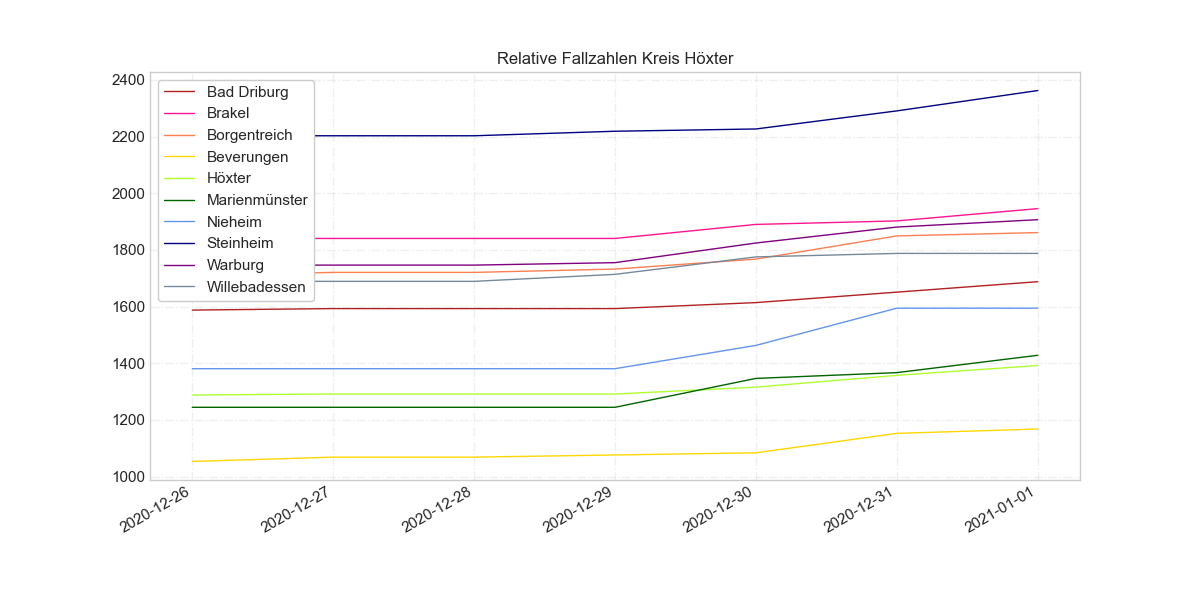 Relative Fallzahlen Kreis Höxter
2400
2200
2000
1800
1600
1400
1200
1000
Bad Driburg
Brakel
Borgentreich
Beverungen
Höxter
Marienmünster
Nieheim
Steinheim
Warburg
Willebadessen
2020-12-26
2020-12-27
2020-12-28
2020-12-29
2020-12-30
2020-12-31
2021-01-01